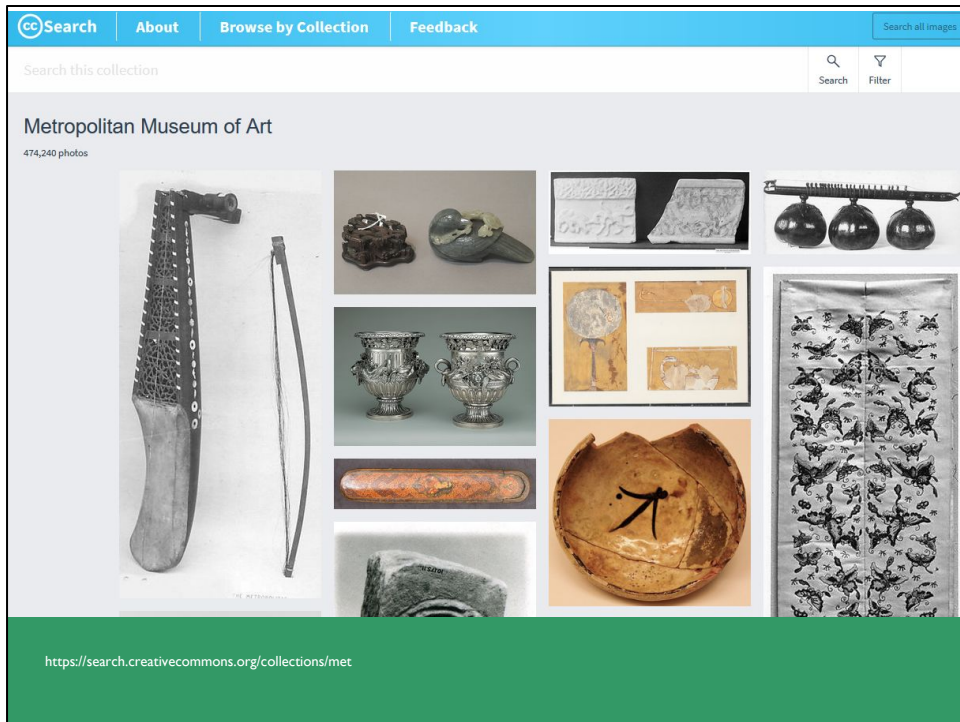 cc Search About Browse by Collection Feedback Search all images
Search this collection Search Filter
Metropolitan Museum of Art
474,240 photos
https://search.creativecommons.org/collections/met